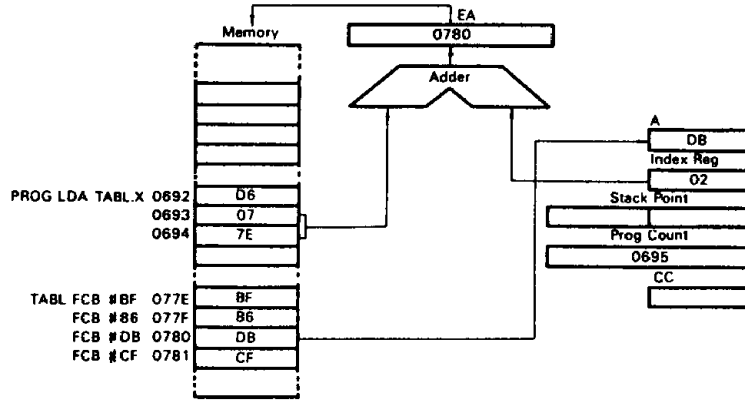 EA
Memory
0780
Adder
A
DB
Index Reg
02
Stack Point
Prog Count
0695
CC
PROG LDA TABL.X 0692 D6
0693 07
0694 7E
TABL FCB #BF 077E BF
FCB #86 077F 86
FCB #DB 0780 DB
FCB #CF 0781 CF